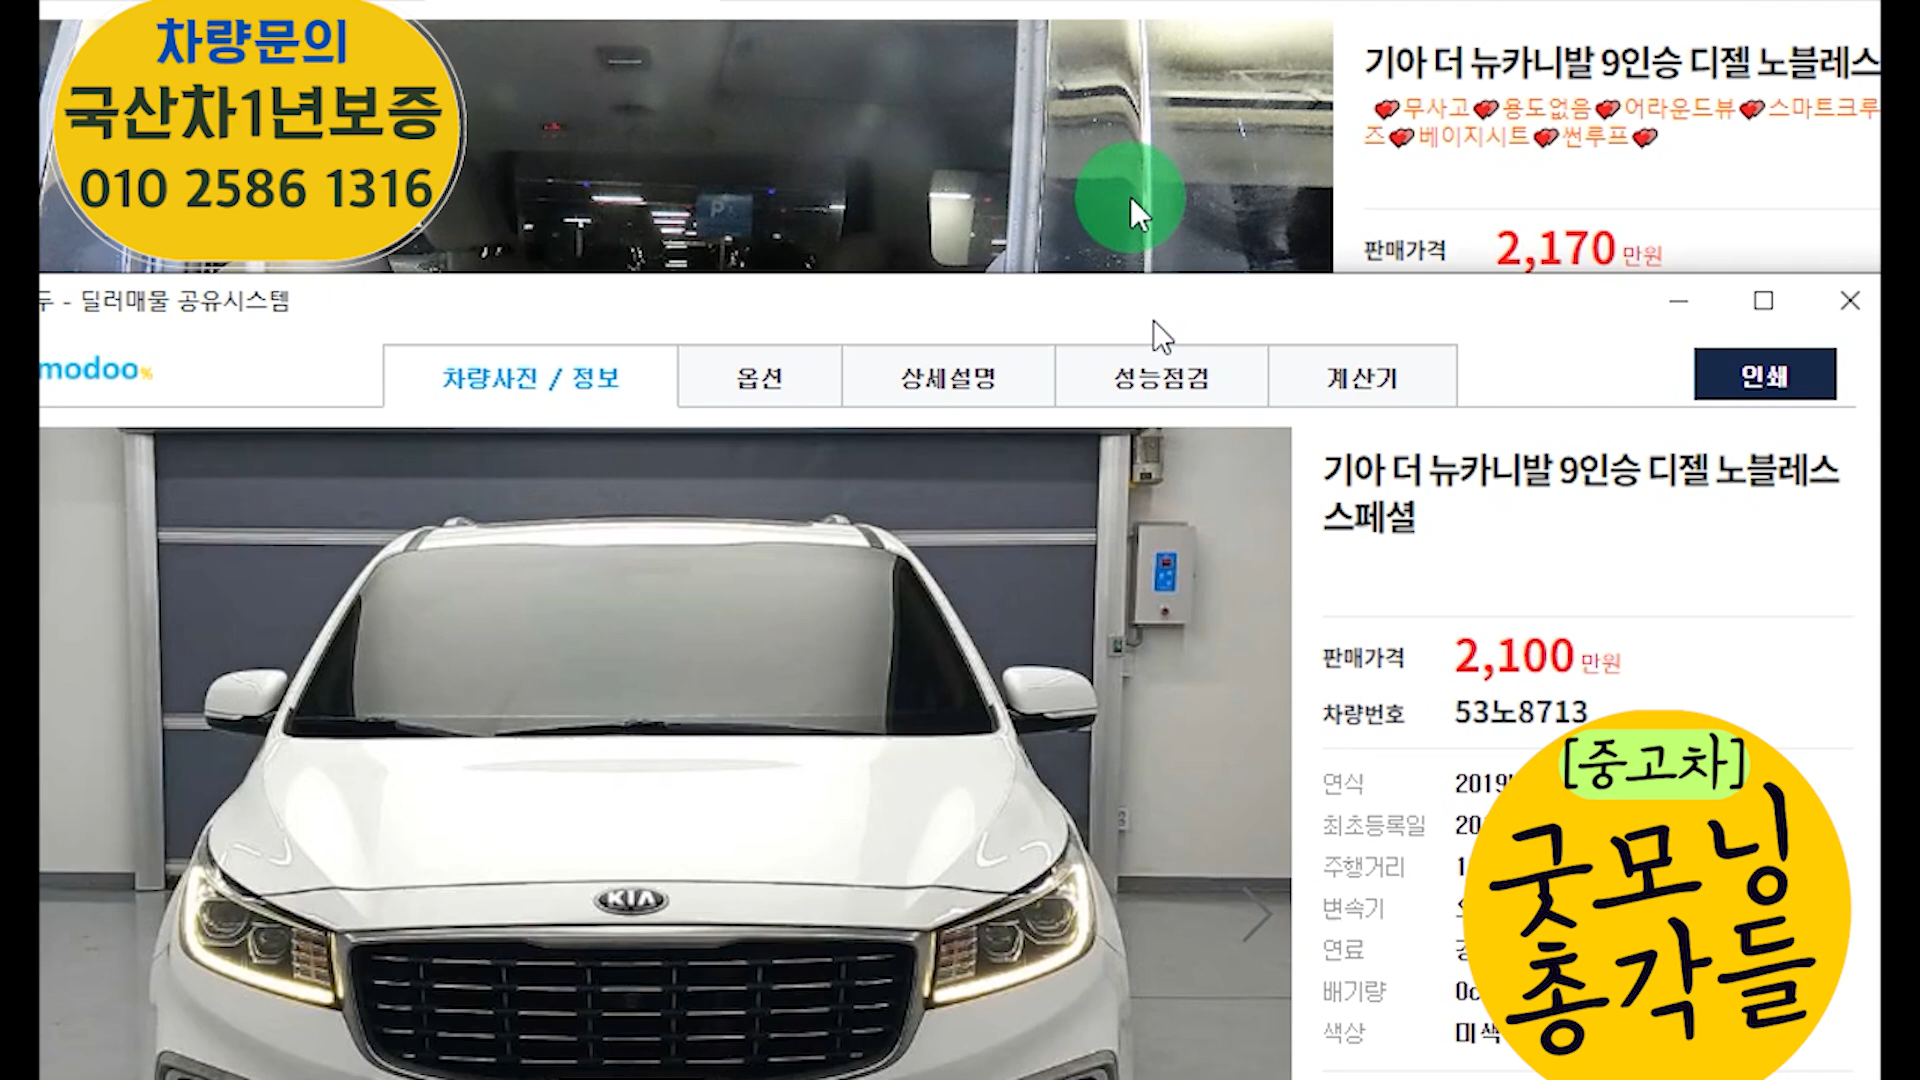 차량문의
국산차1년보증
010 2586 1316
기아 더 뉴카니발 9인승 디젤 노블레스
무사고 용도없음 어라운드뷰 스마트크루
즈 베이지시트 썬루프
판매가격 2,170 만원
- 딜러매물 공유시스템
modoo%
차량사진 / 정보 옵션 상세설명 성능점검 계산기 인쇄
기아 더 뉴카니발 9인승 디젤 노블레스
스페셜
판매가격 2,100 만원
차량번호 53노8713
연식 2019
최초등록일 20
주행거리 1
변속기
연료
배기량 0c
색상 미색
KIA
[중고차]
굿모닝
총각들